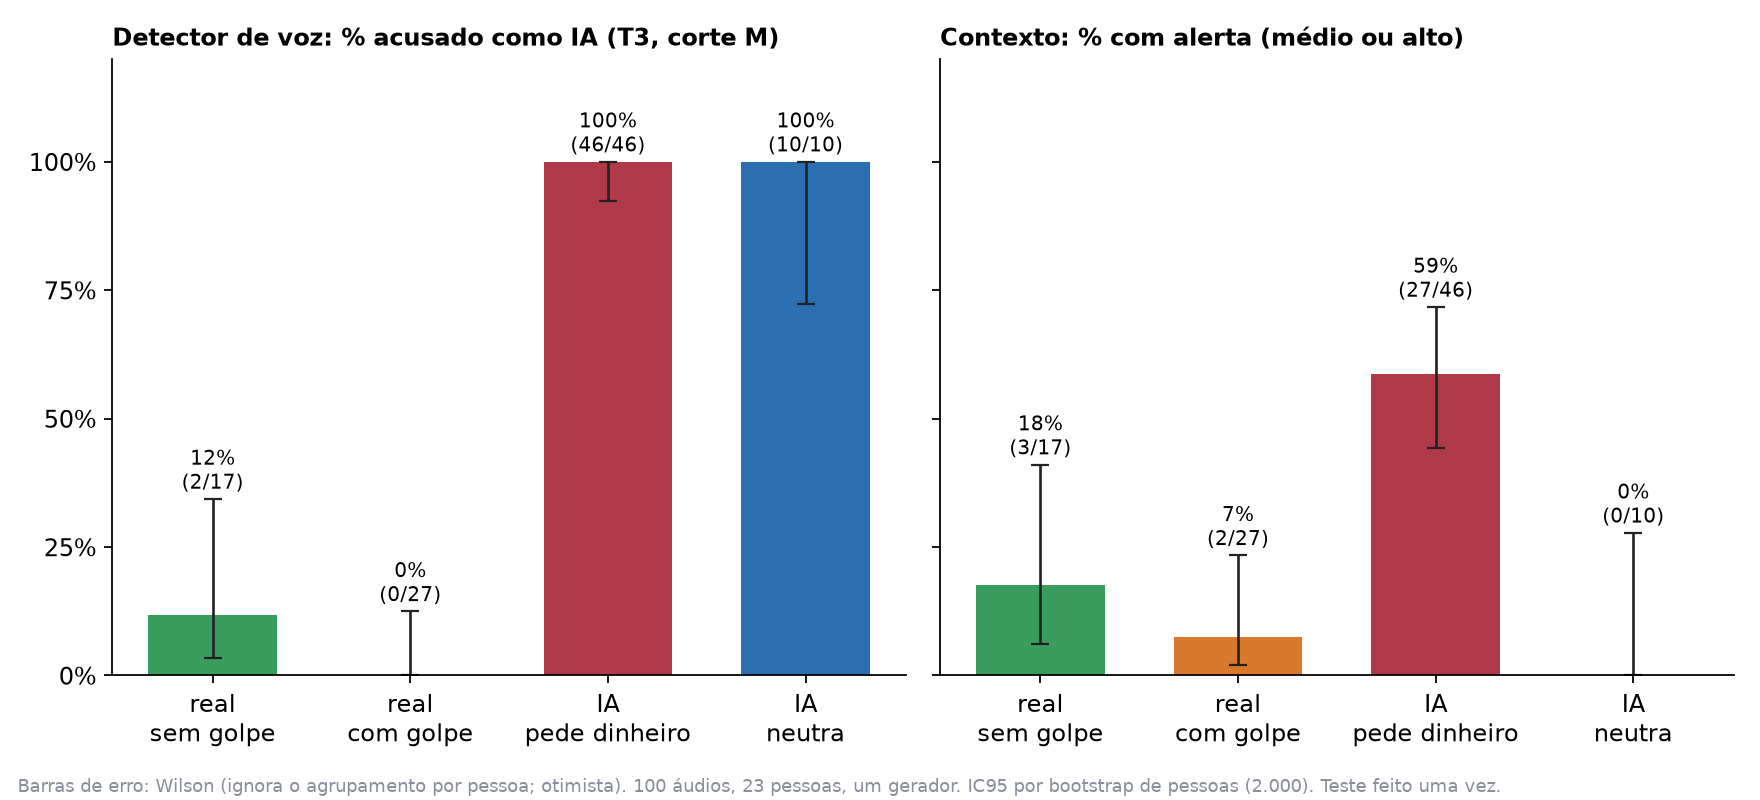 Detector de voz: % acusado como IA (T3, corte M)
100%
(46/46)
100%
(10/10)
12%
(2/17)
0%
(0/27)
100%
75%
50%
25%
0%
real
sem golpe
real
com golpe
IA
pede dinheiro
IA
neutra
Contexto: % com alerta (médio ou alto)
59%
(27/46)
18%
(3/17)
7%
(2/27)
0%
(0/10)
real
sem golpe
real
com golpe
IA
pede dinheiro
IA
neutra
Barras de erro: Wilson (ignora o agrupamento por pessoa; otimista). 100 áudios, 23 pessoas, um gerador. IC95 por bootstrap de pessoas (2.000). Teste feito uma vez.